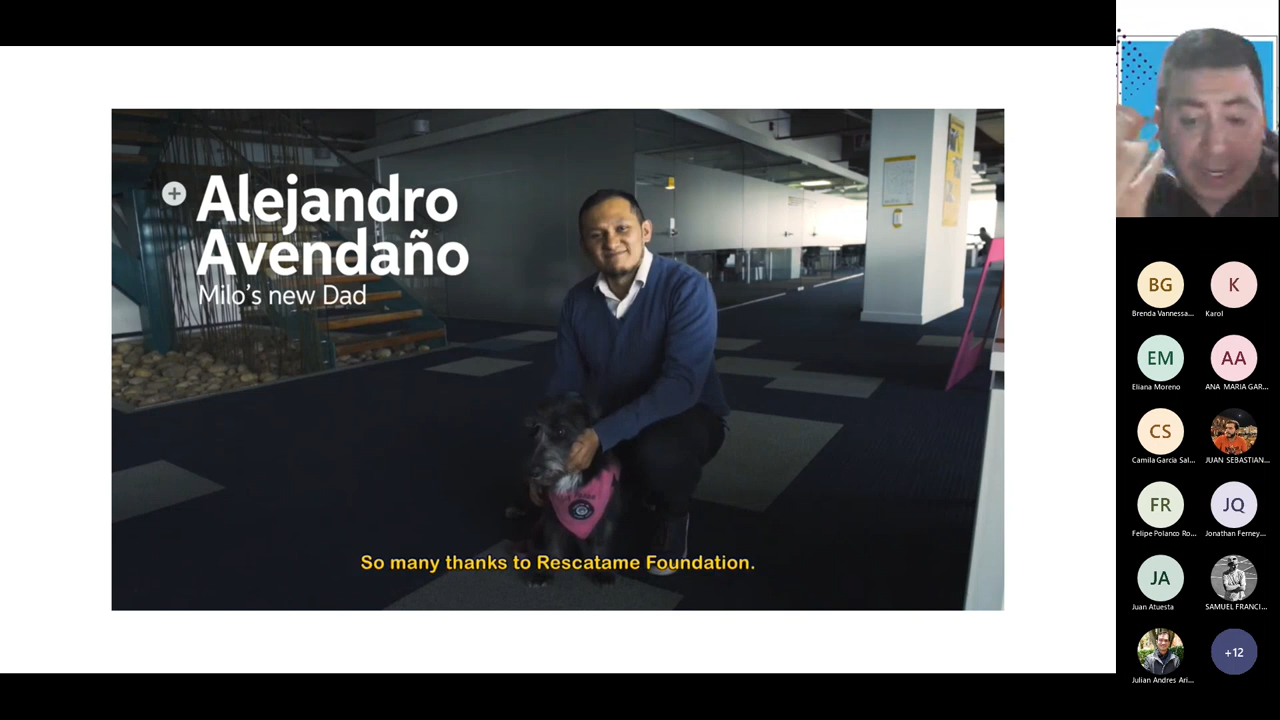 Alejandro
Avendaño
Milo's new Dad
So many thanks to Rescatame Foundation.
BG
K
Brenda Vannessa...
Karol
EM
AA
Eliana Moreno
ANA MARIA GAR...
CS
Camila Garcia Sal...
JUAN SEBASTIAN...
FR
JQ
Felipe Polanco Ro...
Jonathan Ferney...
JA
Juan Atuesta
SAMUEL FRANCI...
+12
Julian Andres Ari...